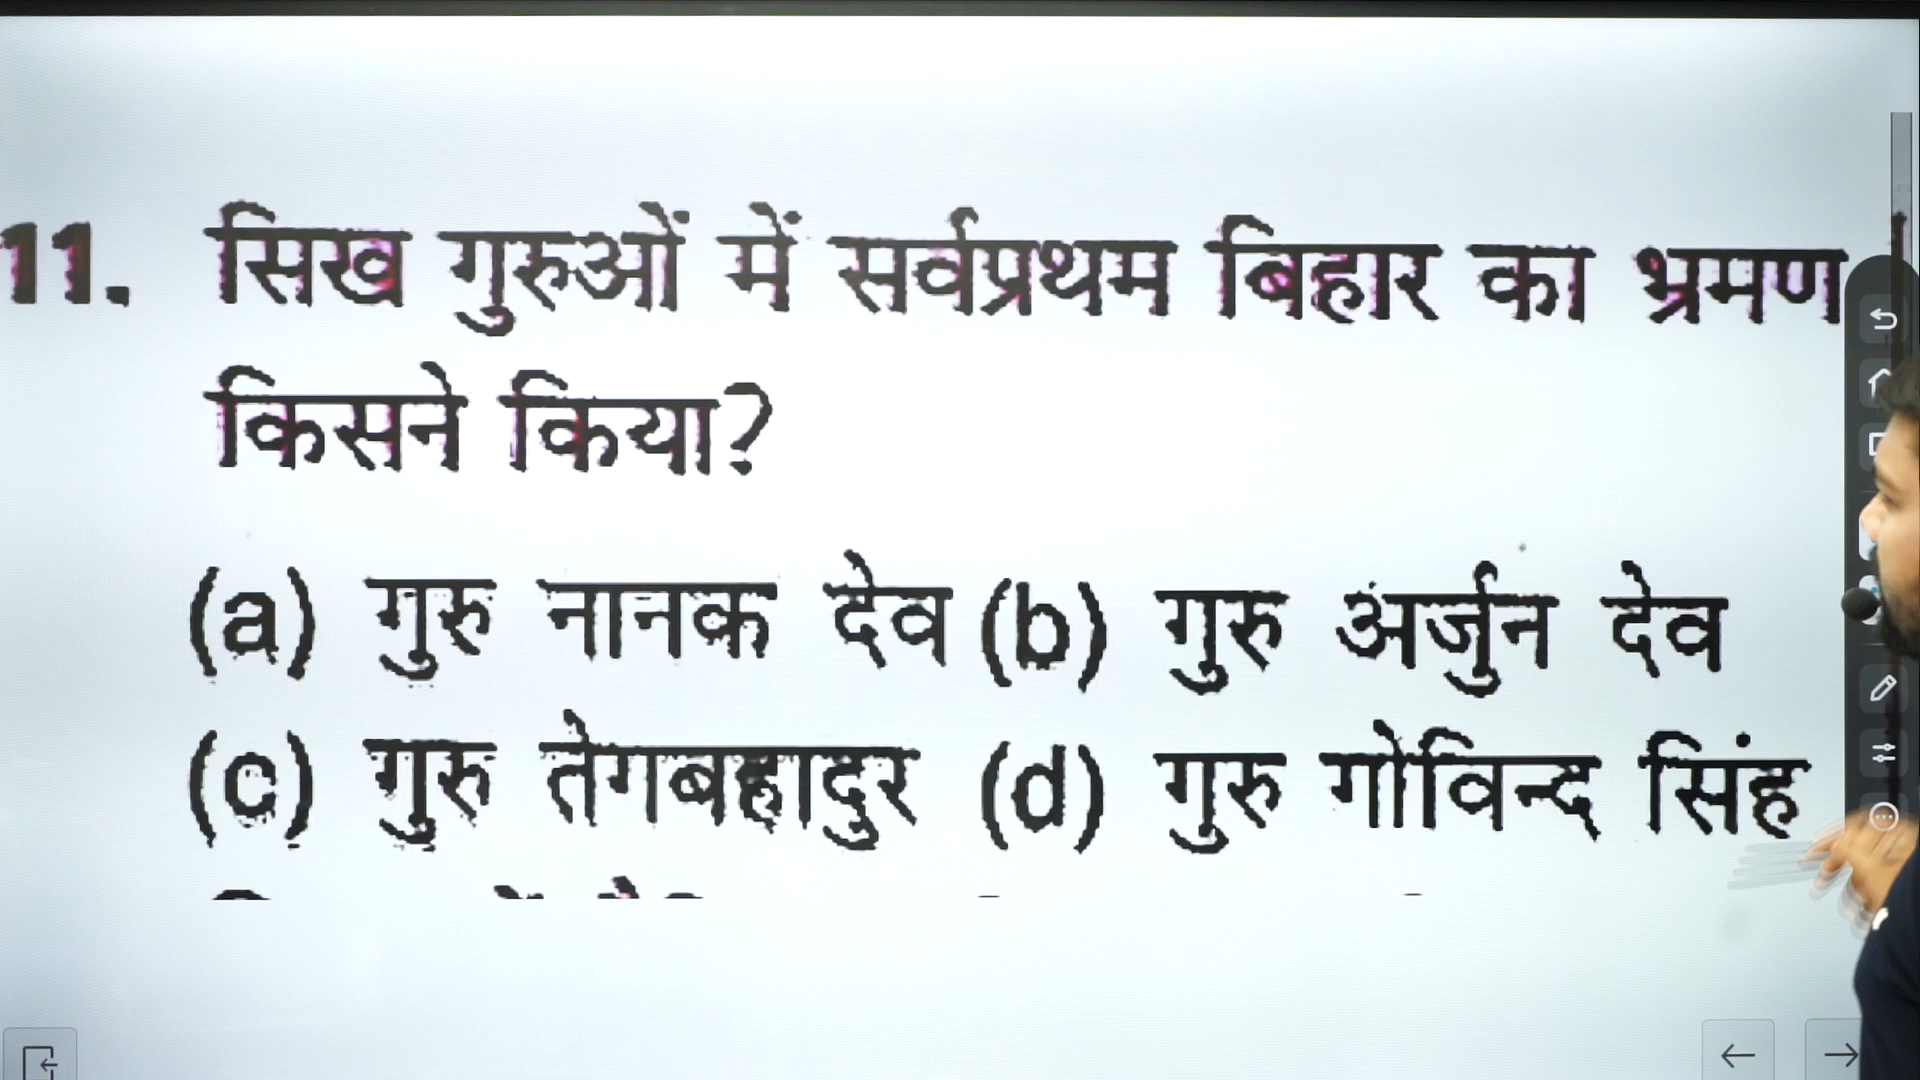 11. सिख गुरुओं में सर्वप्रथम बिहार का भ्रमण
किसने किया?
(a) गुरु नानक देव (b) गुरु अर्जुन देव
(c) गुरु तेगबहादुर (d) गुरु गोविन्द सिंह